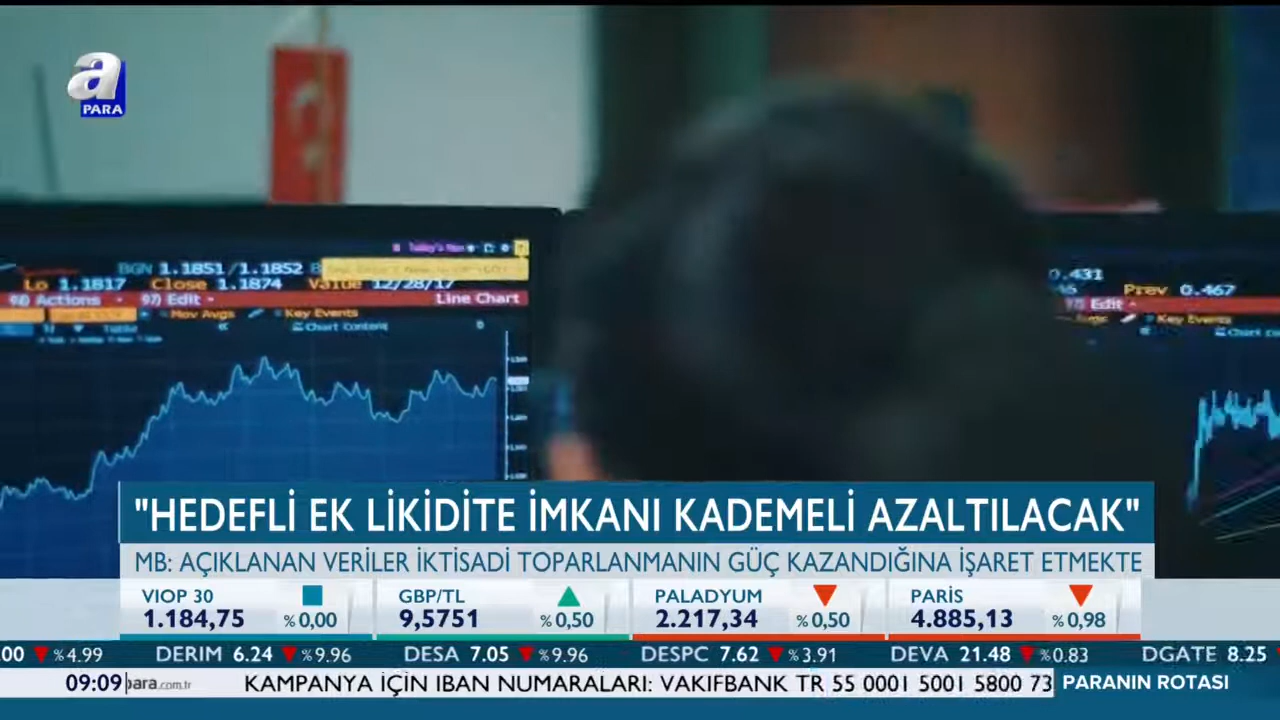 a
PARA
BGN 1.1851/1.1852 B
Lo 1.1817 Close 1.1874 Value 12/28/17
Actions 97) Edit Line Chart
Mov Avgs Key Events
Chart Content
0.431
Prev 0.467
Edit
Key Events
"HEDEFLİ EK LİKİDİTE İMKANI KADEMELİ AZALTILACAK"
MB: AÇIKLANAN VERİLER İKTİSADİ TOPARLANMANIN GÜÇ KAZANDIĞINA İŞARET ETMEKTE
VIOP 30 GBP/TL PALADYUM PARİS
1.184,75 %0,00 9,5751 %0,50 2.217,34 %0,50 4.885,13 %0,98
.00 %4.99 DERIM 6.24 %9.96 DESA 7.05 %9.96 DESPC 7.62 %3.91 DEVA 21.48 %0.83 DGATE 8.25
09:09 para.com.tr KAMPANYA İÇİN IBAN NUMARALARI: VAKIFBANK TR 55 0001 5001 5800 73 PARANIN ROTASI